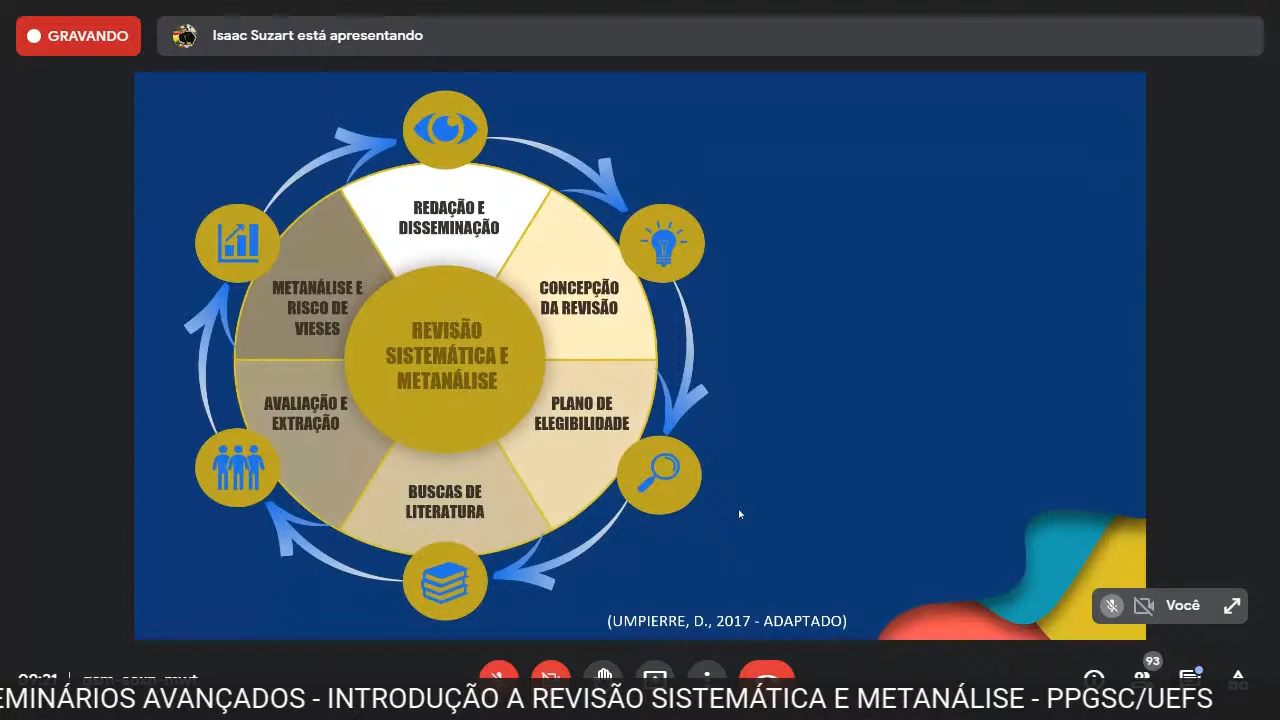 GRAVANDO
Isaac Suzart está apresentando
REDAÇÃO E
DISSEMINAÇÃO
CONCEPÇÃO
DA REVISÃO
METANÁLISE E
RISCO DE
VIESES
REVISÃO
SISTEMÁTICA E
METANÁLISE
AVALIAÇÃO E
EXTRAÇÃO
PLANO DE
ELEGIBILIDADE
BUSCAS DE
LITERATURA
(UMPIERRE, D., 2017 - ADAPTADO)
Você
93
EMINÁRIOS AVANÇADOS - INTRODUÇÃO A REVISÃO SISTEMÁTICA E METANÁLISE - PPGSC/UEFS